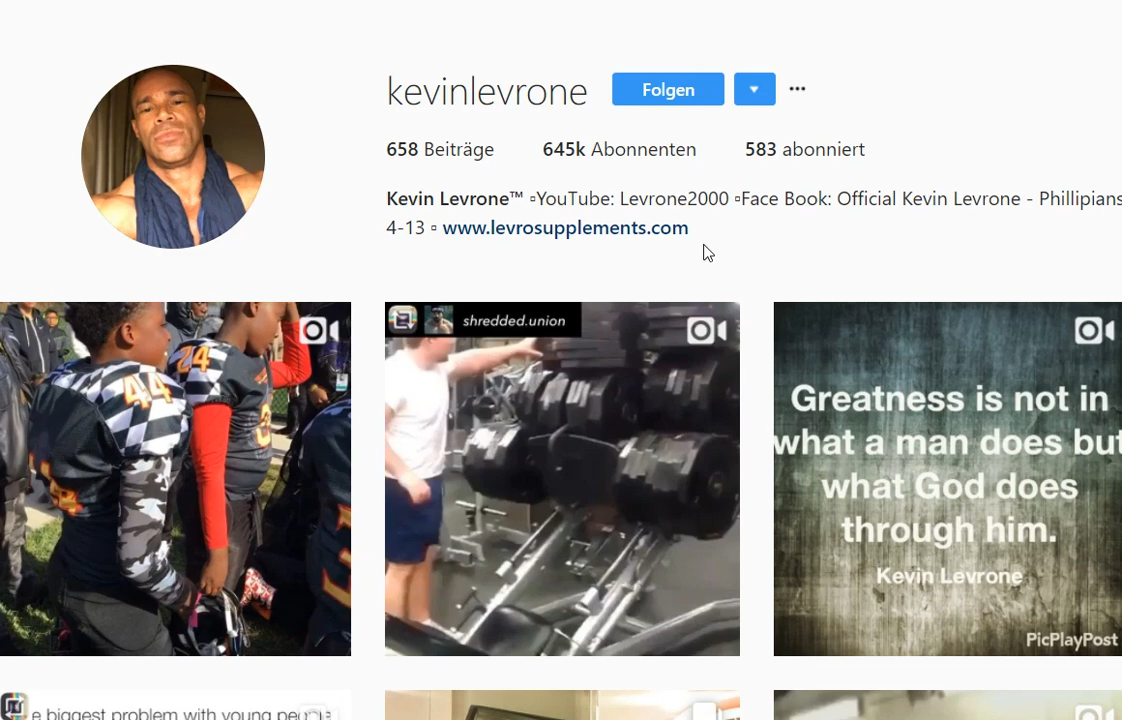 kevinlevrone Folgen
658 Beiträge 645k Abonnenten 583 abonniert
Kevin Levrone™ ▫YouTube: Levrone2000 ▫Face Book: Official Kevin Levrone - Phillipians
4-13 ▫ www.levrosupplements.com
44
24
shredded.union
Greatness is not in
what a man does but
what God does
through him.
Kevin Levrone
PicPlayPost
e biggest problem with young people